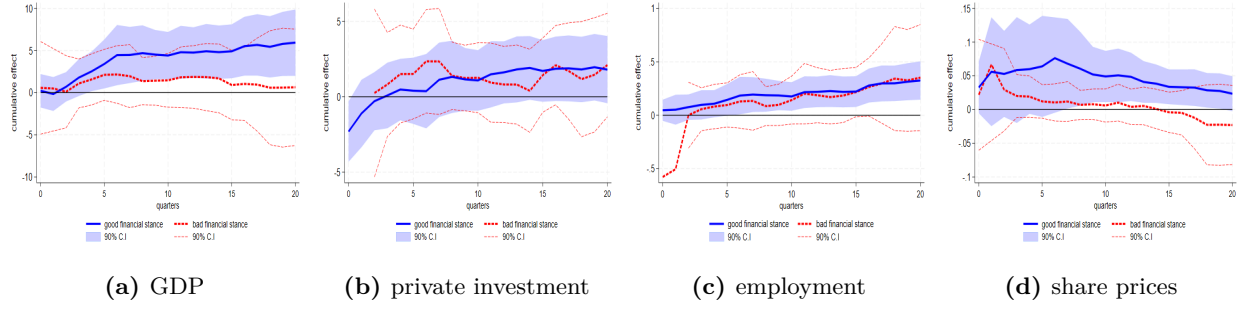 10
5
0
-5
-10
cumulative effect
0
5
10
15
20
quarters
good financial stance
bad financial stance
90% C.I
90% C.I
(a) GDP
5
0
-5
cumulative effect
0
5
10
15
20
quarters
good financial stance
bad financial stance
90% C.I
90% C.I
(b) private investment
1
.5
0
-.5
cumulative effect
0
5
10
15
20
quarters
good financial stance
bad financial stance
90% C.I
90% C.I
(c) employment
.15
.1
.05
0
.05
.1
cumulative effect
0
5
10
15
20
quarters
good financial stance
bad financial stance
90% C.I
90% C.I
(d) share prices